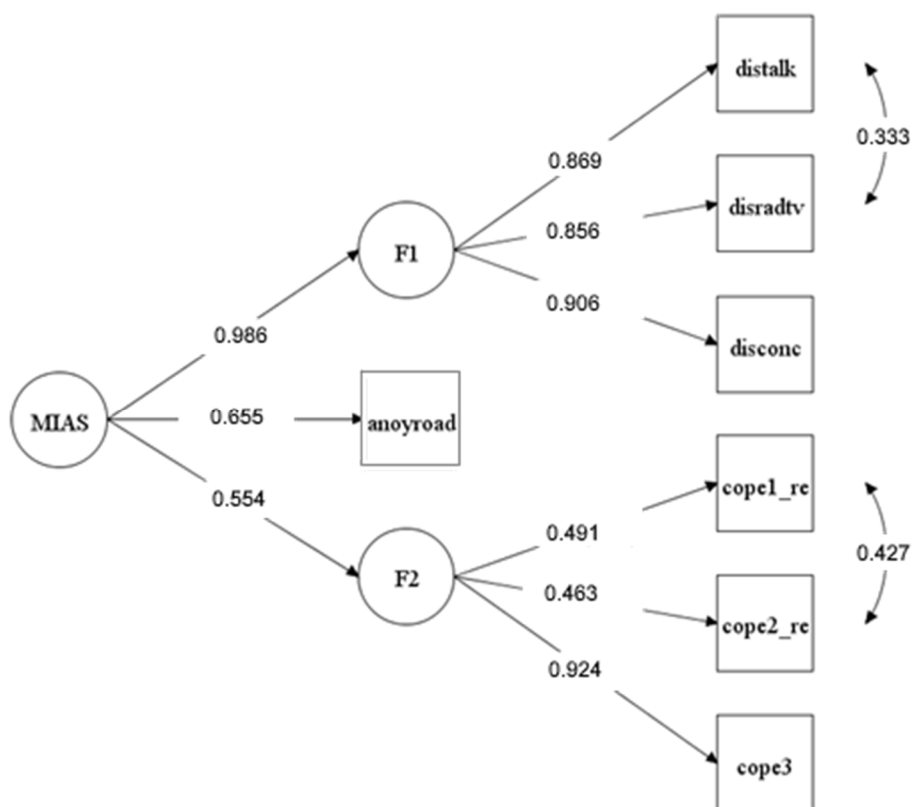 distalk
0.333
0.869
disradtv
0.856
F1
0.906
0.986
disconc
MIAS
0.655
anoyroad
0.554
cope1_re
0.491
0.427
F2
0.463
cope2_re
0.924
cope3